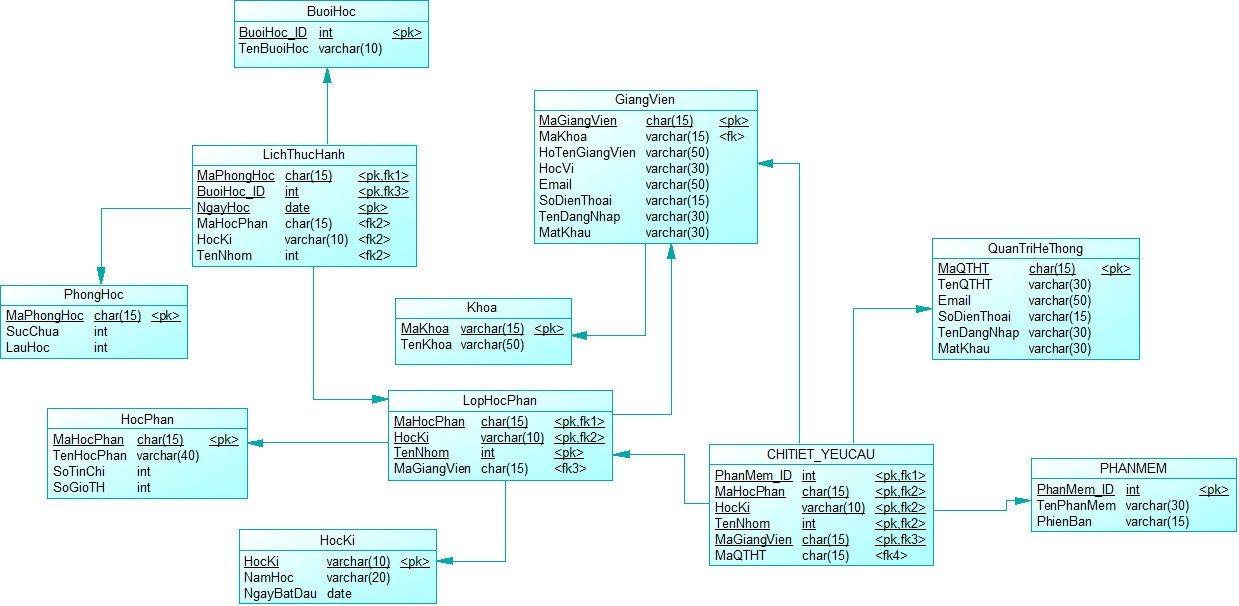 BuoiHoc
BuoiHoc_ID int <pk>
TenBuoiHoc varchar(10)
GiangVien
MaGiangVien char(15) <pk>
MaKhoa varchar(15) <fk>
HoTenGiangVien varchar(50)
HocVi varchar(30)
Email varchar(50)
SoDienThoai varchar(15)
TenDangNhap varchar(30)
MatKhau varchar(30)
LichThucHanh
MaPhongHoc char(15) <pk,fk1>
BuoiHoc_ID int <pk,fk3>
NgayHoc date <pk>
MaHocPhan char(15) <fk2>
HocKi varchar(10) <fk2>
TenNhom int <fk2>
QuanTriHeThong
MaQTHT char(15) <pk>
TenQTHT varchar(30)
Email varchar(50)
SoDienThoai varchar(15)
TenDangNhap varchar(30)
MatKhau varchar(30)
PhongHoc
MaPhongHoc char(15) <pk>
SucChua int
LauHoc int
Khoa
MaKhoa varchar(15) <pk>
TenKhoa varchar(50)
LopHocPhan
MaHocPhan char(15) <pk,fk1>
HocKi varchar(10) <pk,fk2>
TenNhom int <pk>
MaGiangVien char(15) <fk3>
HocPhan
MaHocPhan char(15) <pk>
TenHocPhan varchar(40)
SoTinChi int
SoGioTH int
CHITIET_YEUCAU
PhanMem_ID int <pk,fk1>
MaHocPhan char(15) <pk,fk2>
HocKi varchar(10) <pk,fk2>
TenNhom int <pk,fk2>
MaGiangVien char(15) <pk,fk3>
MaQTHT char(15) <fk4>
PHANMEM
PhanMem_ID int <pk>
TenPhanMem varchar(30)
PhienBan varchar(15)
HocKi
HocKi varchar(10) <pk>
NamHoc varchar(20)
NgayBatDau date